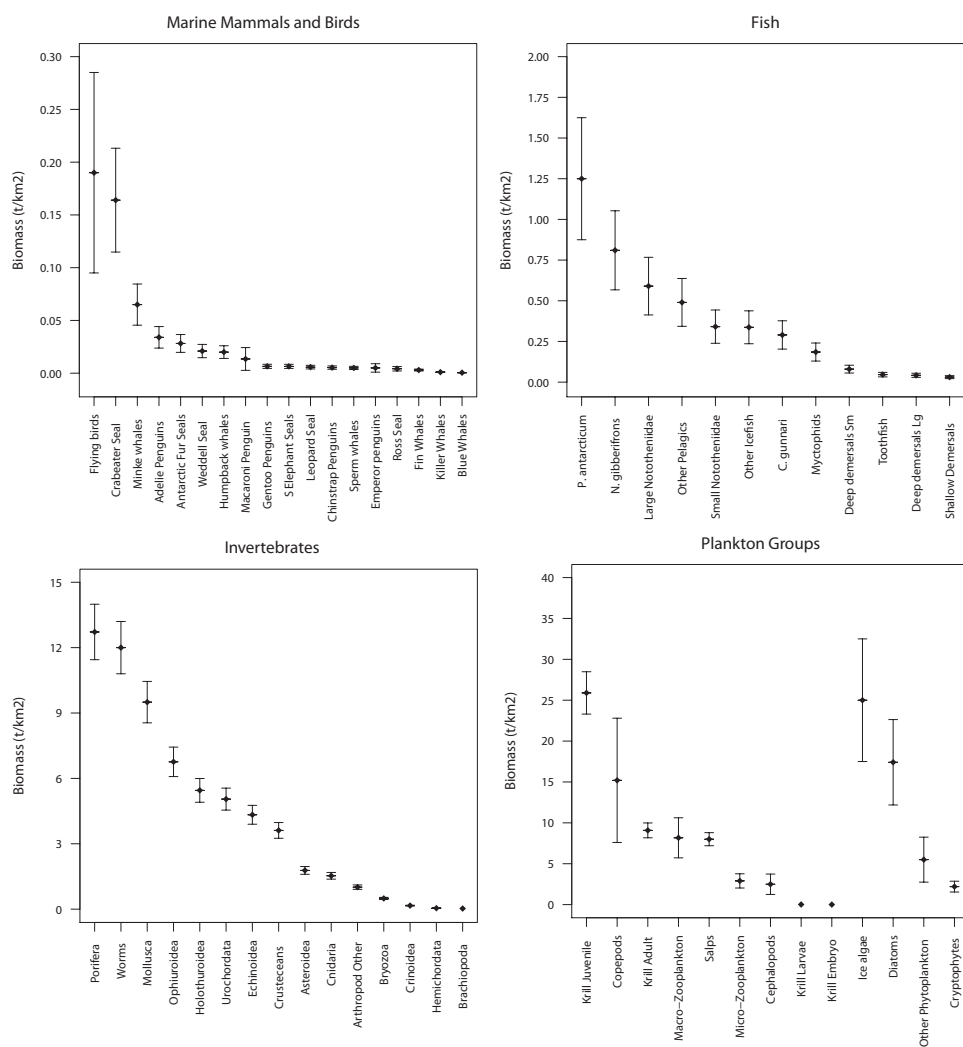 Marine Mammals and Birds
Biomass (t/km2)
0.30
0.25
0.20
0.15
0.10
0.05
0.00
Flying birds
Crabeater Seal
Minke whales
Adelie Penguins
Antarctic Fur Seals
Weddell Seal
Humpback whales
Macaroni Penguin
Gentoo Penguins
S Elephant Seals
Leopard Seal
Chinstrap Penguins
Sperm whales
Emperor penguins
Ross Seal
Fin Whales
Killer Whales
Blue Whales
Fish
Biomass (t/km2)
2.00
1.75
1.50
1.25
1.00
0.75
0.50
0.25
0.00
P. antarcticum
N. gibberifrons
Large Nototheniidae
Other Pelagics
Small Nototheniidae
Other Icefish
C. gunnari
Myctophids
Deep demersals Sm
Toothfish
Deep demersals Lg
Shallow Demersals
Invertebrates
Biomass (t/km2)
15
12
9
6
3
0
Porifera
Worms
Mollusca
Ophiuroidea
Holothuroidea
Urochordata
Echinoidea
Crusteceans
Asteroidea
Cnidaria
Arthropod Other
Bryozoa
Crinoidea
Hemichordata
Brachiopoda
Plankton Groups
Biomass (t/km2)
40
35
30
25
20
15
10
5
0
Krill Juvenile
Copepods
Krill Adult
Macro−Zooplankton
Salps
Micro−Zooplankton
Cephalopods
Krill Larvae
Krill Embryo
Ice algae
Diatoms
Other Phytoplankton
Cryptophytes